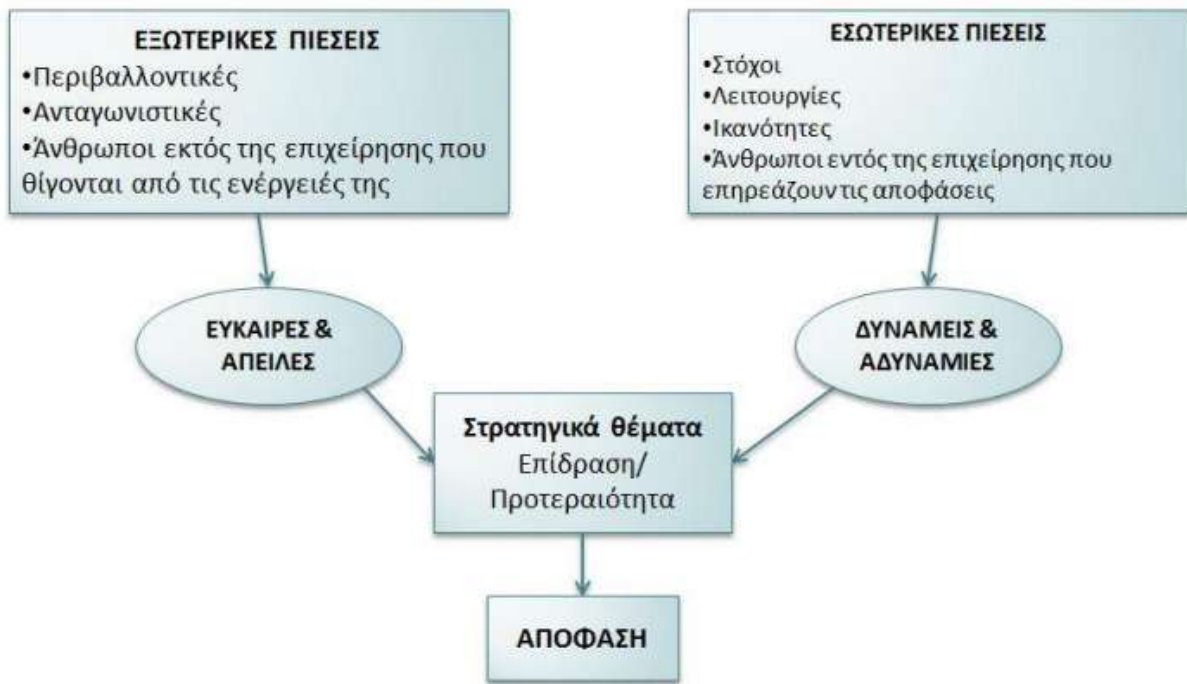 ΕΞΩΤΕΡΙΚΕΣ ΠΙΕΣΕΙΣ
•Περιβαλλοντικές
•Ανταγωνιστικές
•Άνθρωποι εκτός της επιχείρησης που
θίγονται από τις ενέργειές της
ΕΣΩΤΕΡΙΚΕΣ ΠΙΕΣΕΙΣ
•Στόχοι
•Λειτουργίες
•Ικανότητες
•Άνθρωποι εντός της επιχείρησης που
επηρεάζουν τις αποφάσεις
ΕΥΚΑΙΡΕΣ &
ΑΠΕΙΛΕΣ
ΔΥΝΑΜΕΙΣ &
ΑΔΥΝΑΜΙΕΣ
Στρατηγικά θέματα
Επίδραση/
Προτεραιότητα
ΑΠΟΦΑΣΗ